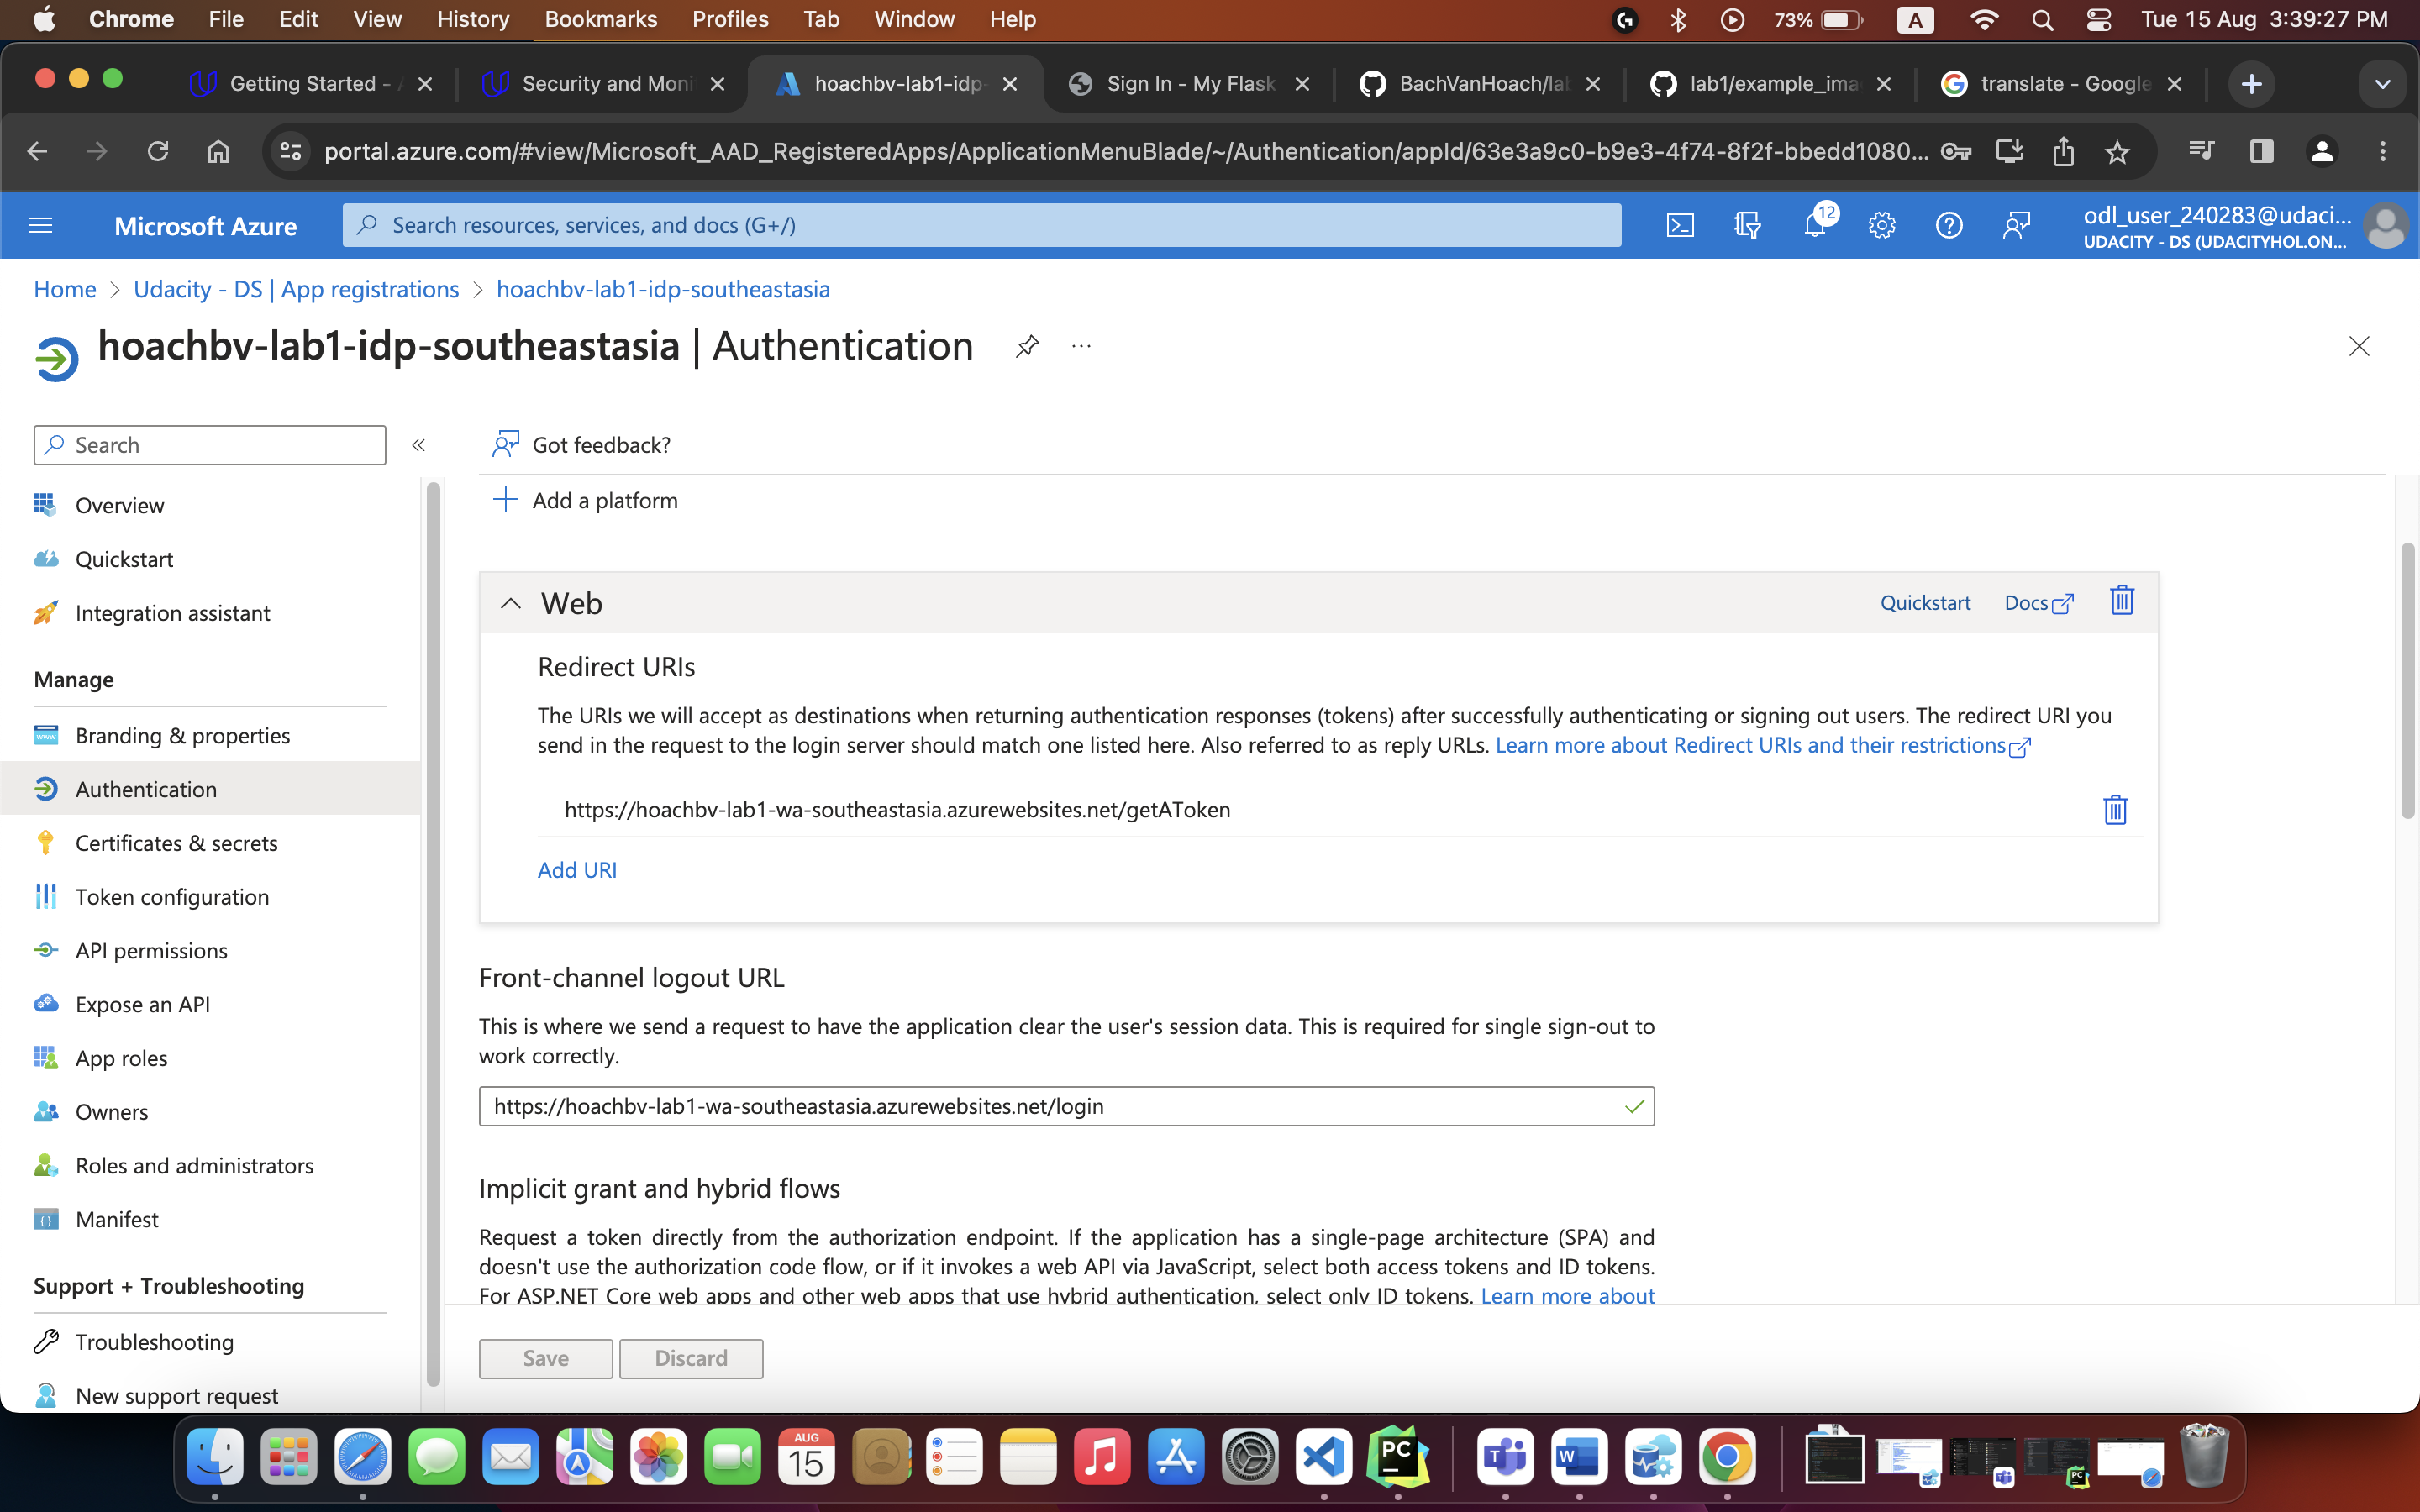 Chrome File Edit View History Bookmarks Profiles Tab Window Help 73% A Tue 15 Aug 3:39:27 PM
Getting Started - Security and Moni hoachbv-lab1-idp- Sign In - My Flask BachVanHoach/lab lab1/example_ima translate - Google
portal.azure.com/#view/Microsoft_AAD_RegisteredApps/ApplicationMenuBlade/~/Authentication/appId/63e3a9c0-b9e3-4f74-8f2f-bbedd1080...
Microsoft Azure
Search resources, services, and docs (G+/)
12
odl_user_240283@udaci...
UDACITY - DS (UDACITYHOL.ON...
Home > Udacity - DS | App registrations > hoachbv-lab1-idp-southeastasia
hoachbv-lab1-idp-southeastasia | Authentication
Search
Overview
Quickstart
Integration assistant
Manage
Branding & properties
Authentication
Certificates & secrets
Token configuration
API permissions
Expose an API
App roles
Owners
Roles and administrators
Manifest
Support + Troubleshooting
Troubleshooting
New support request
Got feedback?
Add a platform
Web
Quickstart Docs
Redirect URIs
The URIs we will accept as destinations when returning authentication responses (tokens) after successfully authenticating or signing out users. The redirect URI you
send in the request to the login server should match one listed here. Also referred to as reply URLs. Learn more about Redirect URIs and their restrictions
https://hoachbv-lab1-wa-southeastasia.azurewebsites.net/getAToken
Add URI
Front-channel logout URL
This is where we send a request to have the application clear the user's session data. This is required for single sign-out to
work correctly.
https://hoachbv-lab1-wa-southeastasia.azurewebsites.net/login
Implicit grant and hybrid flows
Request a token directly from the authorization endpoint. If the application has a single-page architecture (SPA) and
doesn't use the authorization code flow, or if it invokes a web API via JavaScript, select both access tokens and ID tokens.
For ASP.NET Core web apps and other web apps that use hybrid authentication, select only ID tokens. Learn more about
Save Discard
AUG
15
PC